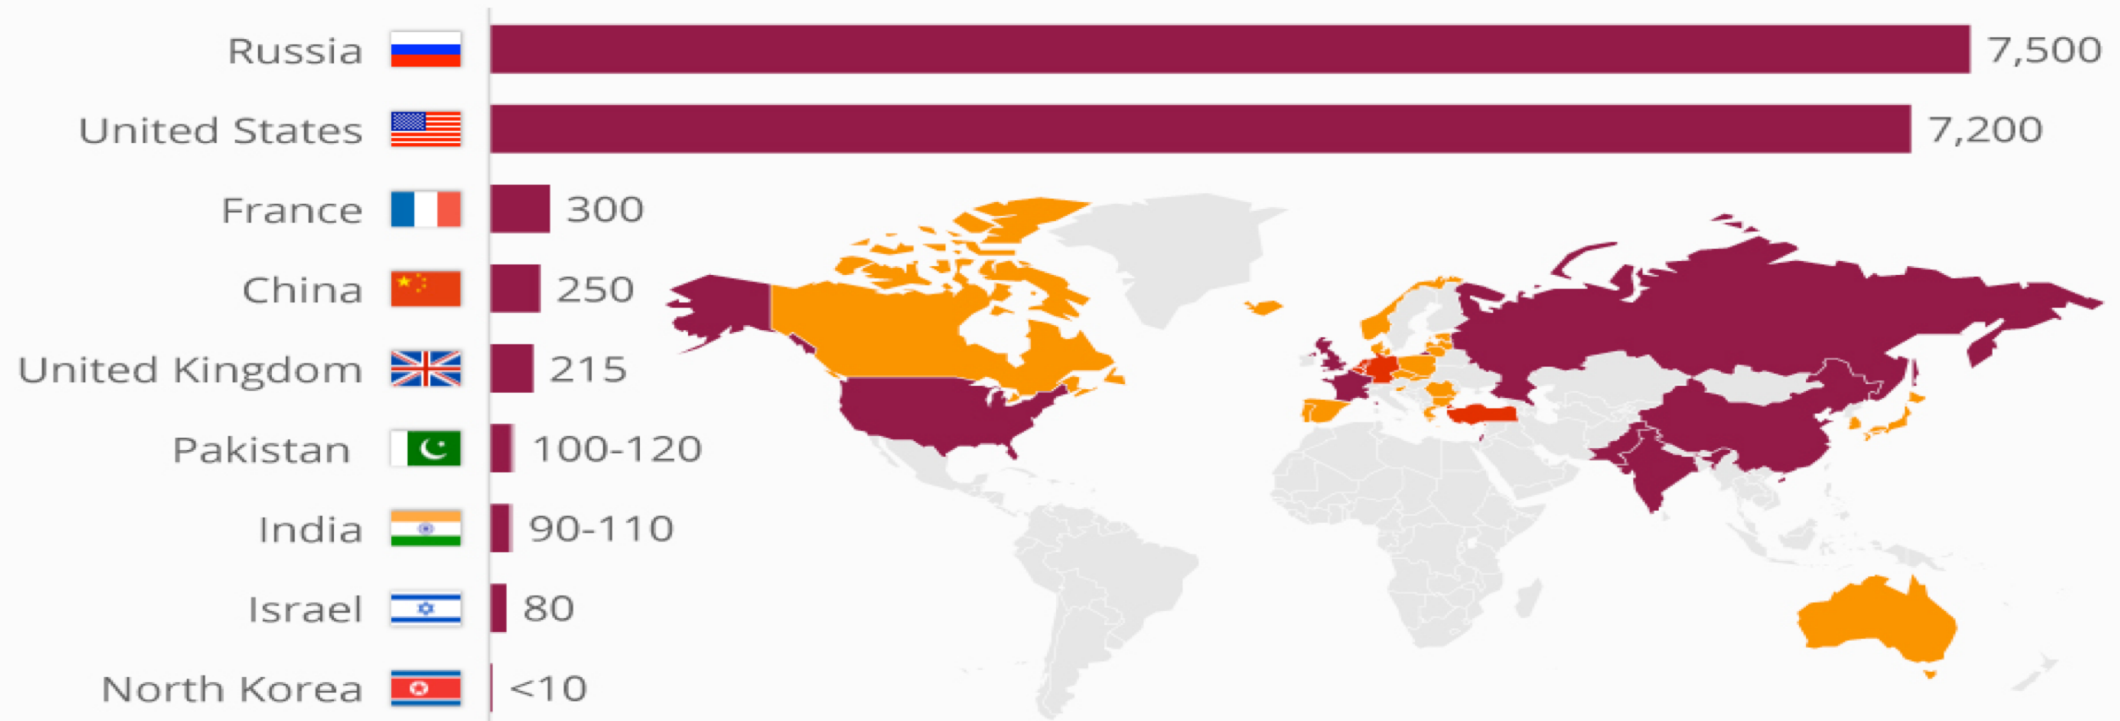 Russia 7,500
United States 7,200
France 300
China 250
United Kingdom 215
Pakistan 100-120
India 90-110
Israel 80
North Korea <10